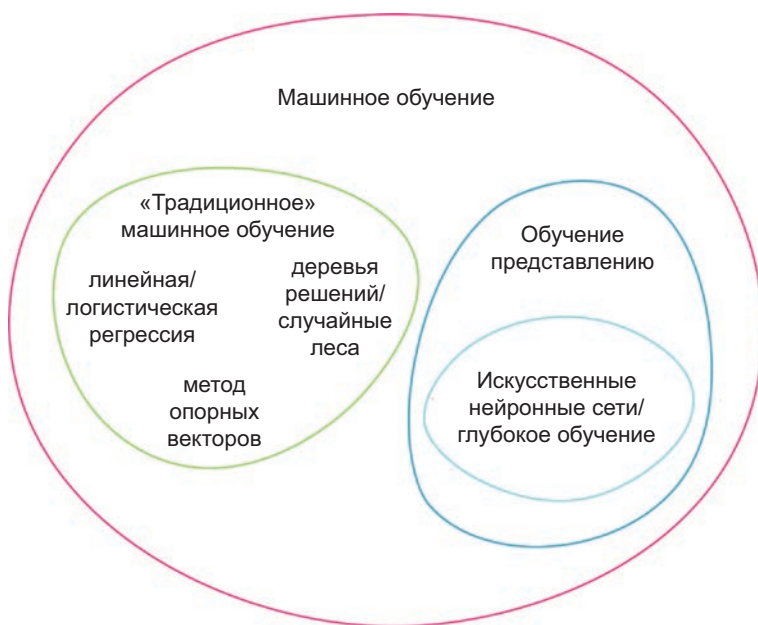 Машинное обучение
«Традиционное»
машинное обучение
линейная/
логистическая
регрессия
деревья
решений/
случайные
леса
метод
опорных
векторов
Обучение
представлению
Искусственные
нейронные сети/
глубокое обучение